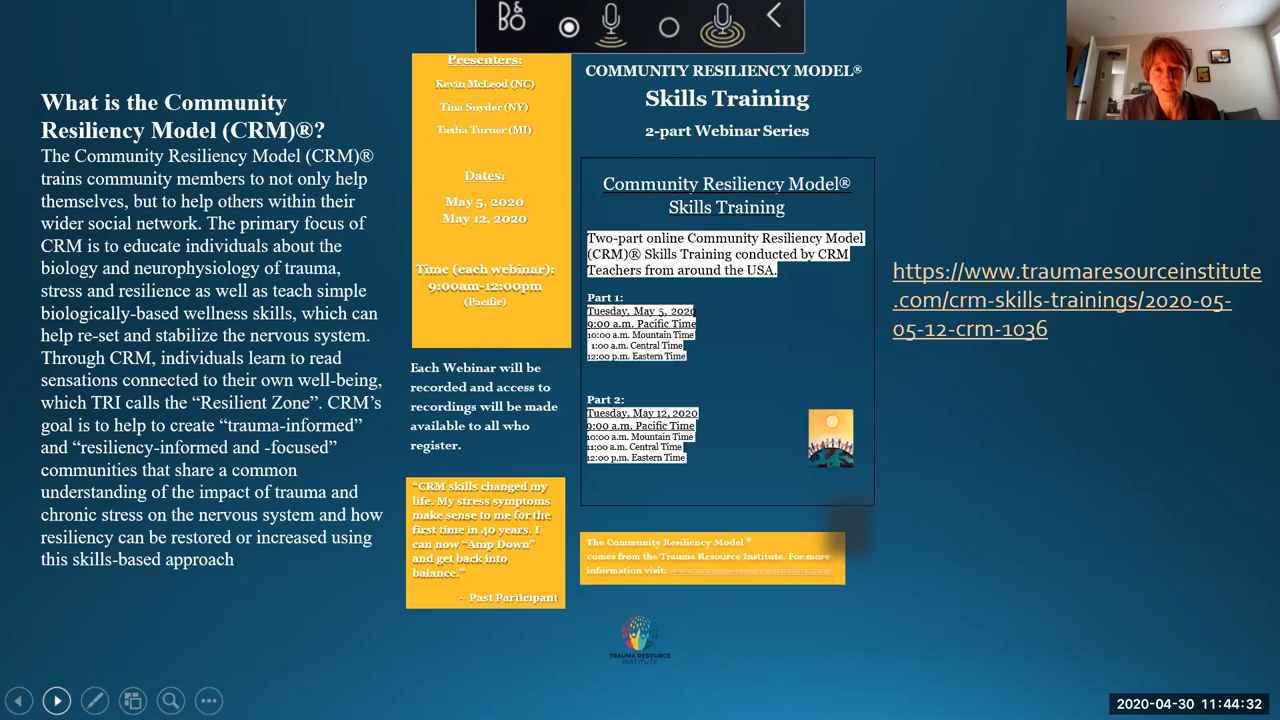 B&O
What is the Community
Resiliency Model (CRM)®?
The Community Resiliency Model (CRM)®
trains community members to not only help
themselves, but to help others within their
wider social network. The primary focus of
CRM is to educate individuals about the
biology and neurophysiology of trauma,
stress and resilience as well as teach simple
biologically-based wellness skills, which can
help re-set and stabilize the nervous system.
Through CRM, individuals learn to read
sensations connected to their own well-being,
which TRI calls the “Resilient Zone”. CRM’s
goal is to help to create “trauma-informed”
and “resiliency-informed and -focused”
communities that share a common
understanding of the impact of trauma and
chronic stress on the nervous system and how
resiliency can be restored or increased using
this skills-based approach
Presenters:
Kevin McLeod (NC)
Tina Snyder (NY)
Tasha Turner (MI)
Dates:
May 5, 2020
May 12, 2020
Time (each webinar):
9:00am-12:00pm
(Pacific)
Each Webinar will be
recorded and access to
recordings will be made
available to all who
register.
“CRM skills changed my
life. My stress symptoms
make sense to me for the
first time in 40 years. I
can now “Amp Down”
and get back into
balance.”
~ Past Participant
COMMUNITY RESILIENCY MODEL®
Skills Training
2-part Webinar Series
Community Resiliency Model®
Skills Training
Two-part online Community Resiliency Model
(CRM)® Skills Training conducted by CRM
Teachers from around the USA.
Part 1:
Tuesday, May 5, 2020
9:00 a.m. Pacific Time
10:00 a.m. Mountain Time
1:00 a.m. Central Time
12:00 p.m. Eastern Time
Part 2:
Tuesday, May 12, 2020
9:00 a.m. Pacific Time
10:00 a.m. Mountain Time
11:00 a.m. Central Time
12:00 p.m. Eastern Time
The Community Resiliency Model ®
comes from the Trauma Resource Institute. For more
information visit:
TRAUMA RESOURCE
INSTITUTE
https://www.traumaresourceinstitute
.com/crm-skills-trainings/2020-05-
05-12-crm-1036
2020-04-30 11:44:32